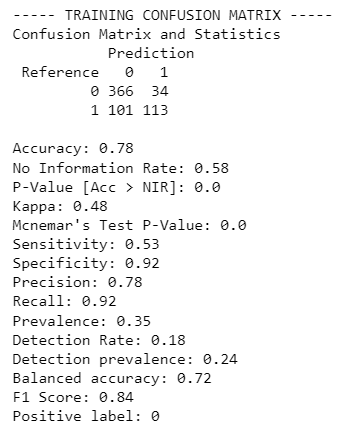 ----- TRAINING CONFUSION MATRIX -----
Confusion Matrix and Statistics
Prediction
Reference 0 1
0 366 34
1 101 113
Accuracy: 0.78
No Information Rate: 0.58
P-Value [Acc > NIR]: 0.0
Kappa: 0.48
Mcnemar's Test P-Value: 0.0
Sensitivity: 0.53
Specificity: 0.92
Precision: 0.78
Recall: 0.92
Prevalence: 0.35
Detection Rate: 0.18
Detection prevalence: 0.24
Balanced accuracy: 0.72
F1 Score: 0.84
Positive label: 0